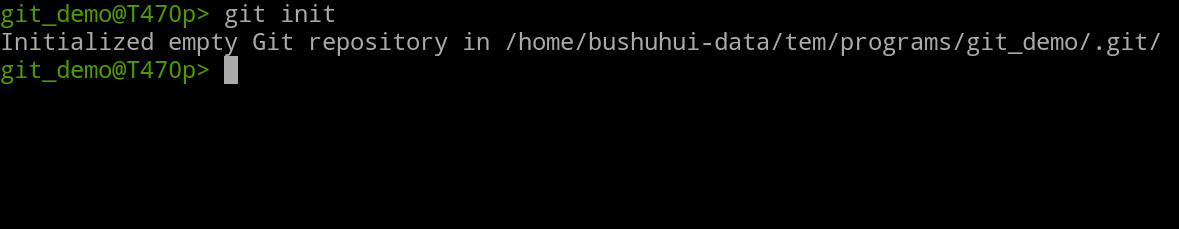 git_demo@T470p> git init
Initialized empty Git repository in /home/bushuhui-data/tem/programs/git_demo/.git/
git_demo@T470p>